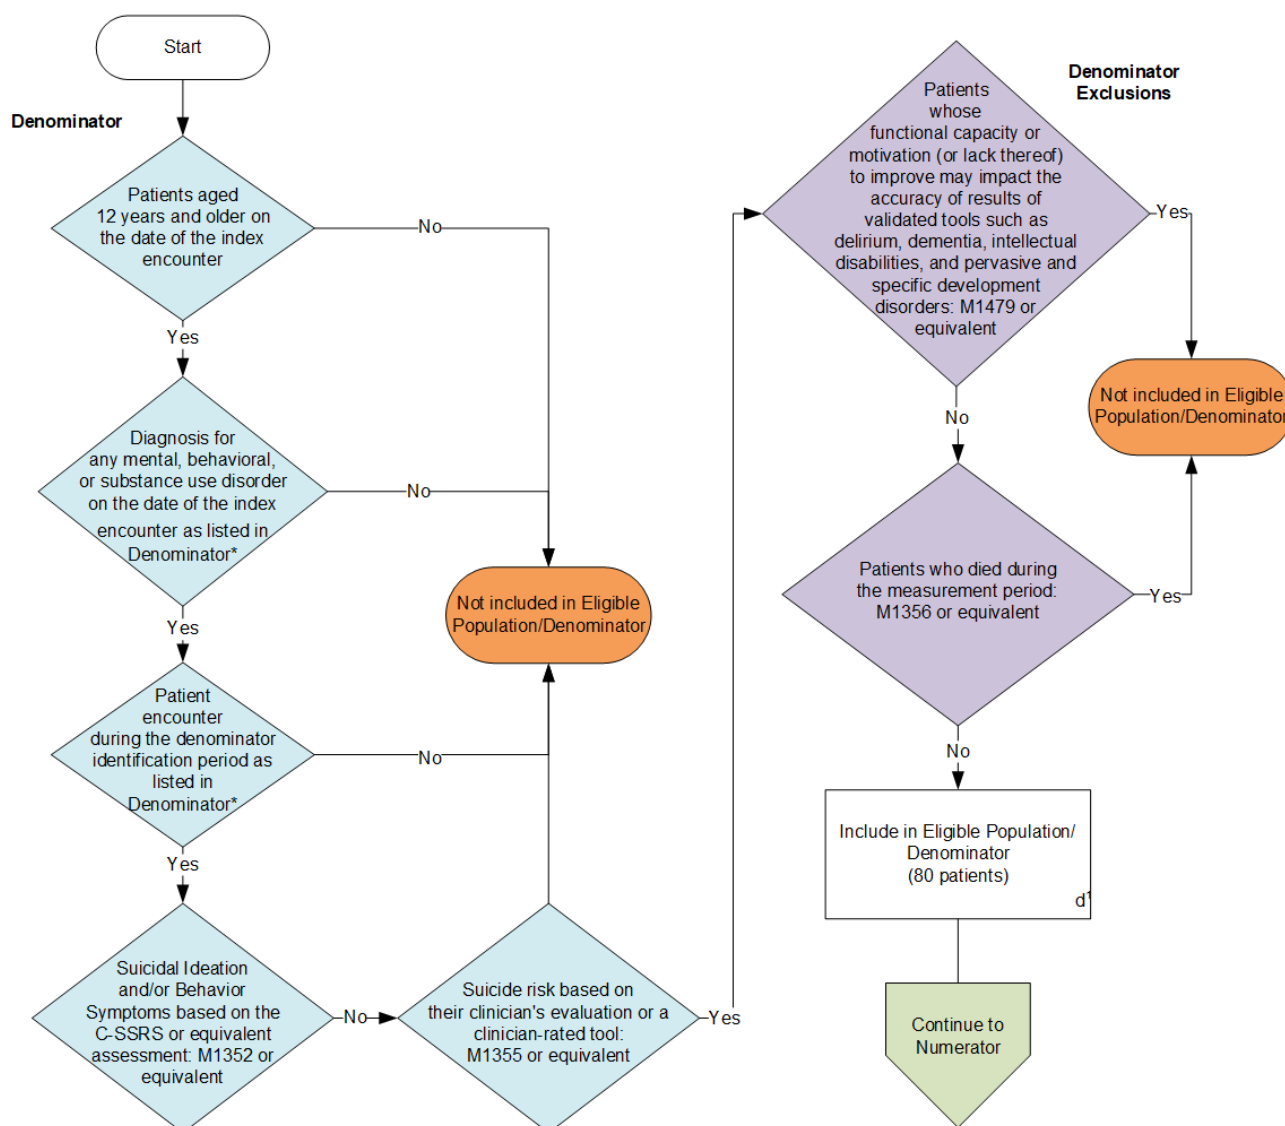 Start
Denominator
Patients aged
12 years and older on
the date of the index
encounter
No
Yes
Diagnosis for
any mental, behavioral,
or substance use disorder
on the date of the index
encounter as listed in
Denominator*
No
Yes
Not included in Eligible
Population/Denominator
Patient
encounter
during the denominator
identification period as
listed in
Denominator*
No
Yes
Suicidal Ideation
and/or Behavior
Symptoms based on the
C-SSRS or equivalent
assessment: M1352 or
equivalent
No
Suicide risk based on
their clinician's evaluation or a
clinician-rated tool:
M1355 or equivalent
Yes
Denominator
Exclusions
Patients
whose
functional capacity or
motivation (or lack thereof)
to improve may impact the
accuracy of results of
validated tools such as
delirium, dementia, intellectual
disabilities, and pervasive and
specific development
disorders: M1479 or
equivalent
Yes
No
Not included in Eligible
Population/Denominator
Patients who died during
the measurement period:
M1356 or equivalent
Yes
No
Include in Eligible Population/
Denominator
(80 patients)
d¹
Continue to
Numerator